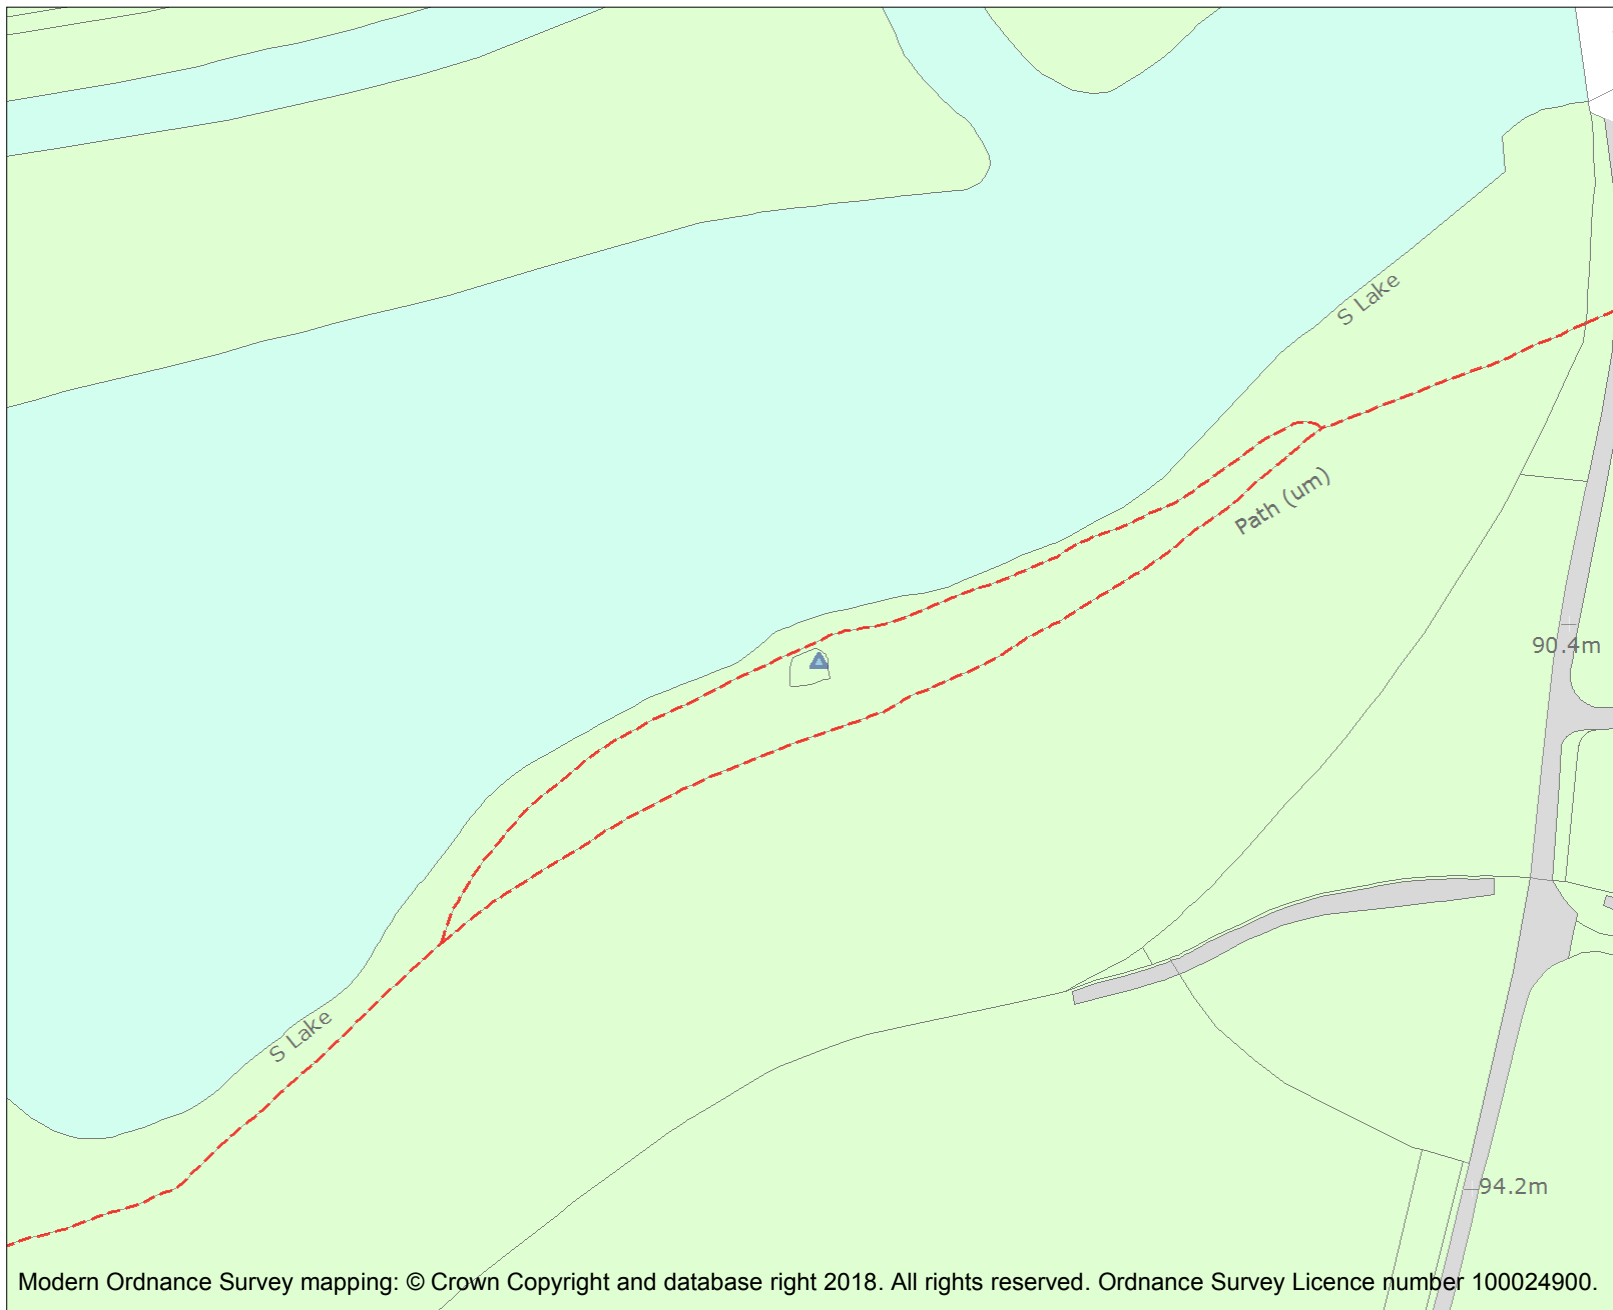 S Lake
Path (um)
90.4m
S Lake
94.2m
Modern Ordnance Survey mapping: © Crown Copyright and database right 2018. All rights reserved. Ordnance Survey Licence number 100024900.